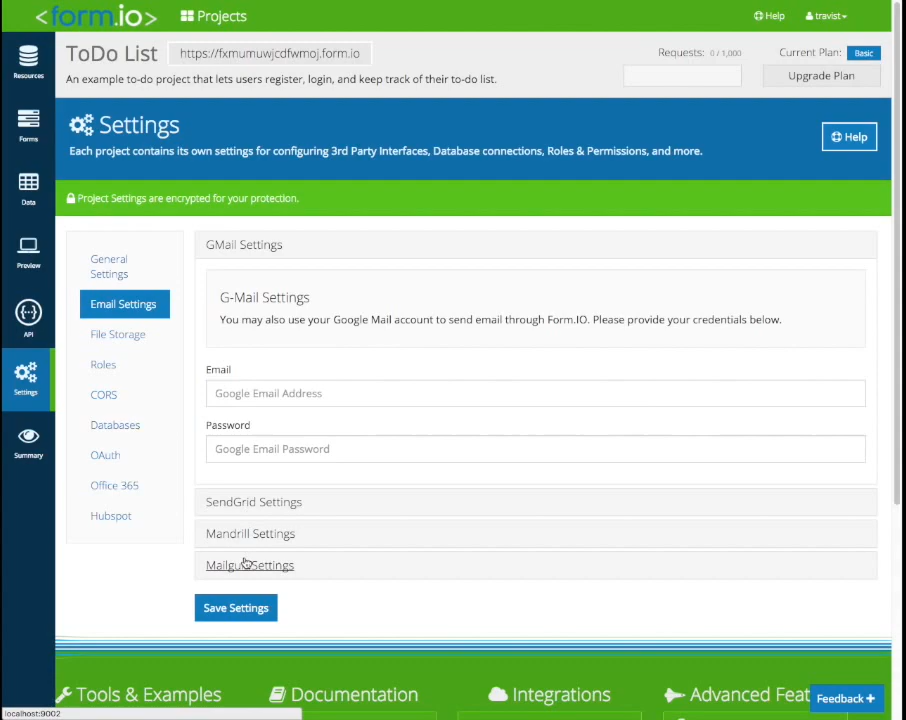 <form.io> Projects Help travist
ToDo List https://fxmumuwjcdfwmoj.form.io Requests: 0 / 1,000 Current Plan: Basic
Upgrade Plan
An example to-do project that lets users register, login, and keep track of their to-do list.
Resources
Forms
Data
Preview
API
Settings
Summary
Settings
Each project contains its own settings for configuring 3rd Party Interfaces, Database connections, Roles & Permissions, and more.
Help
Project Settings are encrypted for your protection.
General
Settings
Email Settings
File Storage
Roles
CORS
Databases
OAuth
Office 365
Hubspot
GMail Settings
G-Mail Settings
You may also use your Google Mail account to send email through Form.IO. Please provide your credentials below.
Email
Google Email Address
Password
Google Email Password
SendGrid Settings
Mandrill Settings
Mailgun Settings
Save Settings
Tools & Examples Documentation Integrations Advanced Feat
Feedback +
localhost:9002